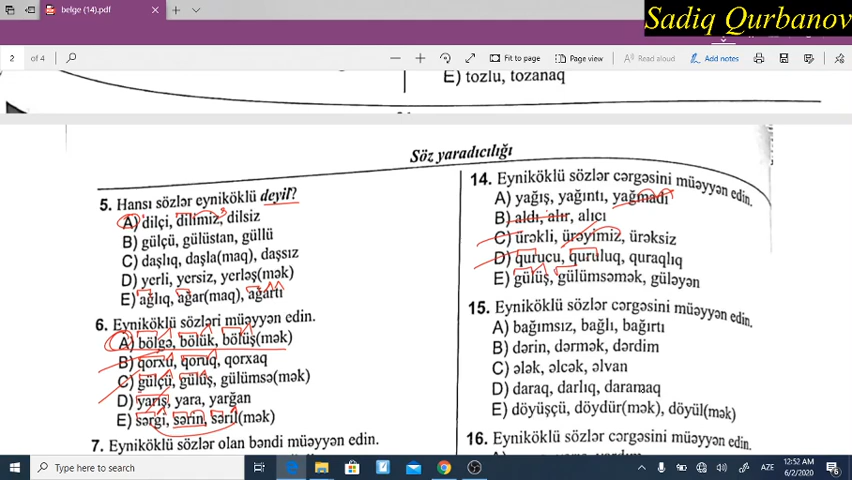 Sadiq Qurbanov
belge (14).pdf
2 of 4
Fit to page
Page view
Read aloud
Add notes
E) tozlu, tozanaq
Söz yaradıcılığı
5. Hansı sözlər eyniköklü deyil?
A) dilçi, dilimiz, dilsiz
B) gülçü, gülüstan, güllü
C) daşlıq, daşla(maq), daşsız
D) yerli, yersiz, yerləş(mək)
E) ağlıq, ağar(maq), ağartı
6. Eyniköklü sözləri müəyyən edin.
A) bölgə, bölük, bölüş(mək)
B) qorxu, qoruq, qorxaq
C) gülçü, gülüş, gülümsə(mək)
D) yarış, yara, yarğan
E) sərgi, sərin, səril(mək)
7. Eyniköklü sözlər olan bəndi müəyyən edin.
14. Eyniköklü sözlər cərgəsini müəyyən edin.
A) yağış, yağıntı, yağmadı
B) aldı, alır, alıcı
C) ürəkli, ürəyimiz, ürəksiz
D) qurucu, quruluq, quraqlıq
E) gülüş, gülümsəmək, güləyən
15. Eyniköklü sözlər cərgəsini müəyyən edin.
A) bağımsız, bağlı, bağırtı
B) dərin, dərmək, dərdim
C) ələk, əlcək, əlvan
D) daraq, darlıq, daramaq
E) döyüşçü, döydür(mək), döyül(mək)
16. Eyniköklü sözlər cərgəsini müəyyən edin.
Type here to search
AZE
12:52 AM
6/2/2020